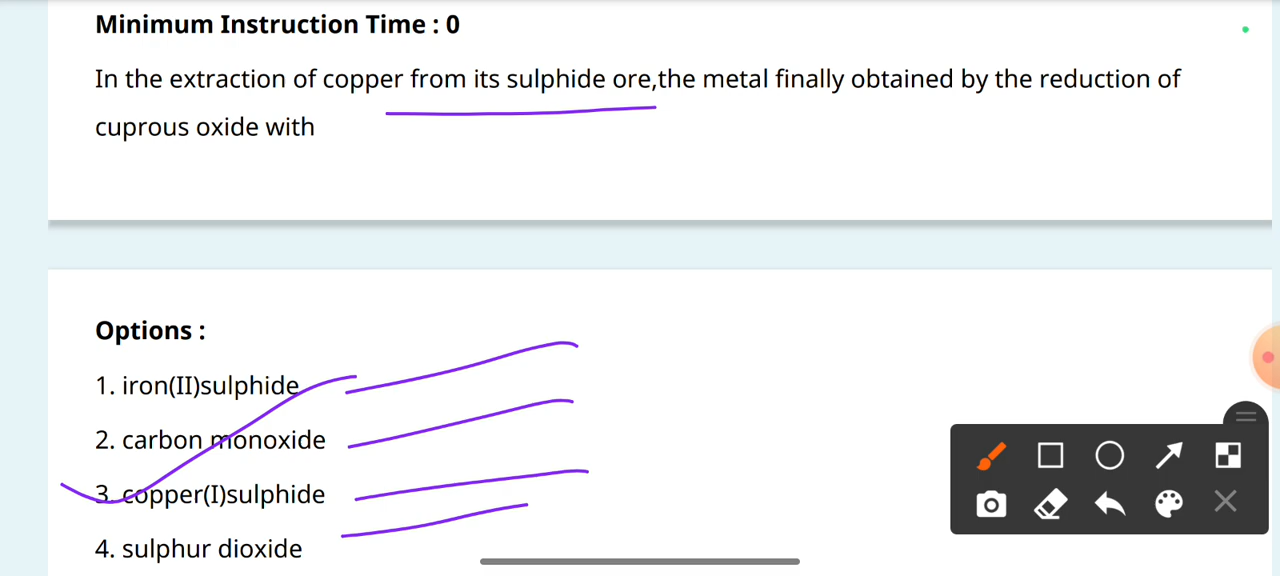 Minimum Instruction Time : 0
In the extraction of copper from its sulphide ore,the metal finally obtained by the reduction of
cuprous oxide with
Options :
1. iron(II)sulphide
2. carbon monoxide
3. copper(I)sulphide
4. sulphur dioxide